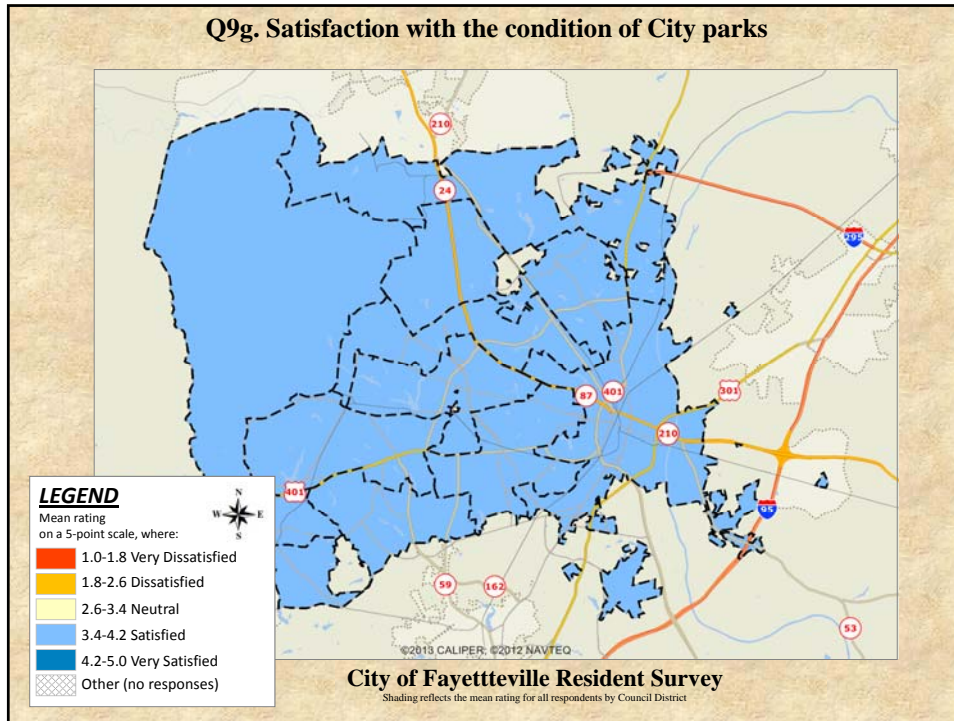 Q9g. Satisfaction with the condition of City parks
210
24
295
87
401
301
210
401
95
59
162
53
©2013 CALIPER; ©2012 NAVTEQ
LEGEND
Mean rating
on a 5-point scale, where:
N
W E
S
1.0-1.8 Very Dissatisfied
1.8-2.6 Dissatisfied
2.6-3.4 Neutral
3.4-4.2 Satisfied
4.2-5.0 Very Satisfied
Other (no responses)
City of Fayettteville Resident Survey
Shading reflects the mean rating for all respondents by Council District